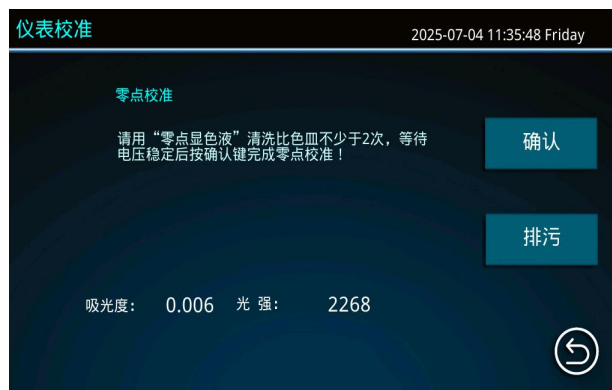 仪表校准
2025-07-04 11:35:48 Friday
零点校准
请用“零点显色液”清洗比色皿不少于2次，等待
电压稳定后按确认键完成零点校准！
确认
排污
吸光度： 0.006 光 强： 2268